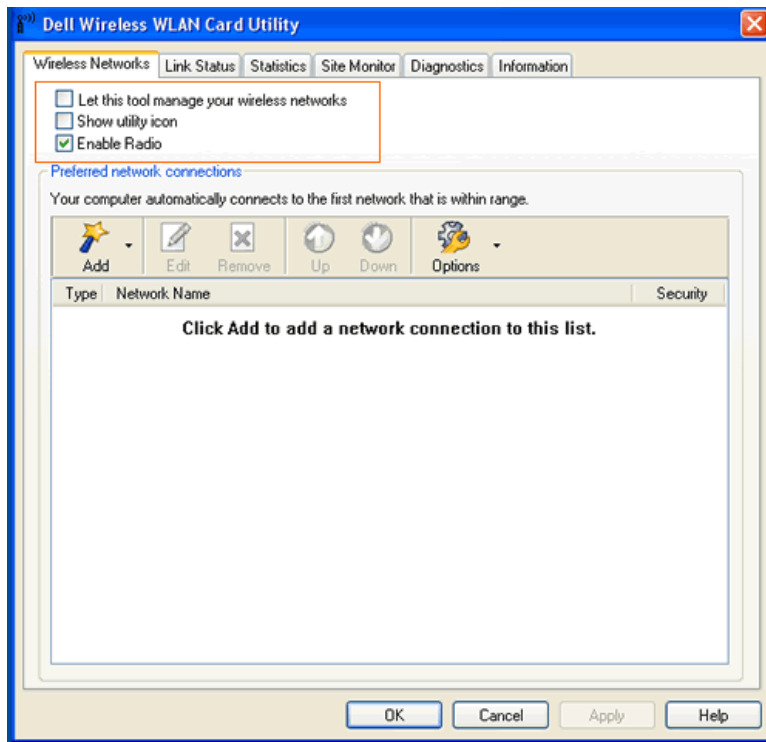 Dell Wireless WLAN Card Utility
Wireless Networks Link Status Statistics Site Monitor Diagnostics Information
Let this tool manage your wireless networks
Show utility icon
Enable Radio
Preferred network connections
Your computer automatically connects to the first network that is within range.
Add Edit Remove Up Down Options
Type Network Name Security
Click Add to add a network connection to this list.
OK Cancel Apply Help